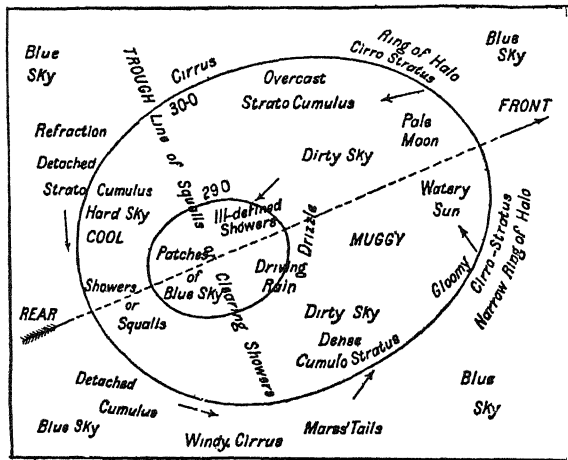 Blue
Sky
TROUGH Line of Squalls or Clearing Showers
Cirrus
30·0
Overcast
Strato Cumulus
Ring of Halo
Cirro Stratus
Blue
Sky
FRONT
Refraction
Detached
Strato Cumulus
Hard Sky
COOL
Pale
Moon
Dirty Sky
29·0
Ill-defined
Showers
Watery
Sun
Patches
of
Blue Sky
Driving
Rain
or Drizzle
MUGGY
Gloomy
Cirro-Stratus
Narrow Ring of Halo
Showers
or
Squalls
REAR
Dirty Sky
Dense
Cumulo Stratus
Detached
Cumulus
Blue Sky
Windy Cirrus
Mares' Tails
Blue
Sky